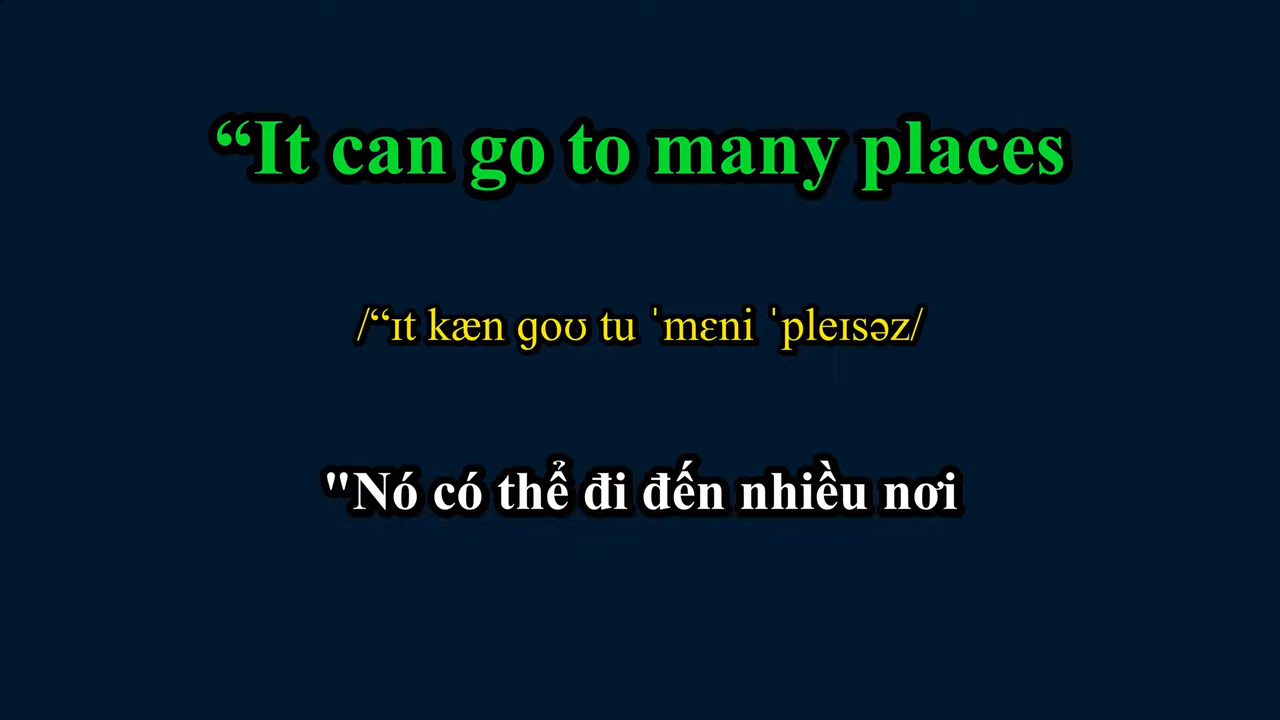 “It can go to many places
/“ɪt kæn ɡoʊ tu ˈmɛni ˈpleɪsəz/
"Nó có thể đi đến nhiều nơi